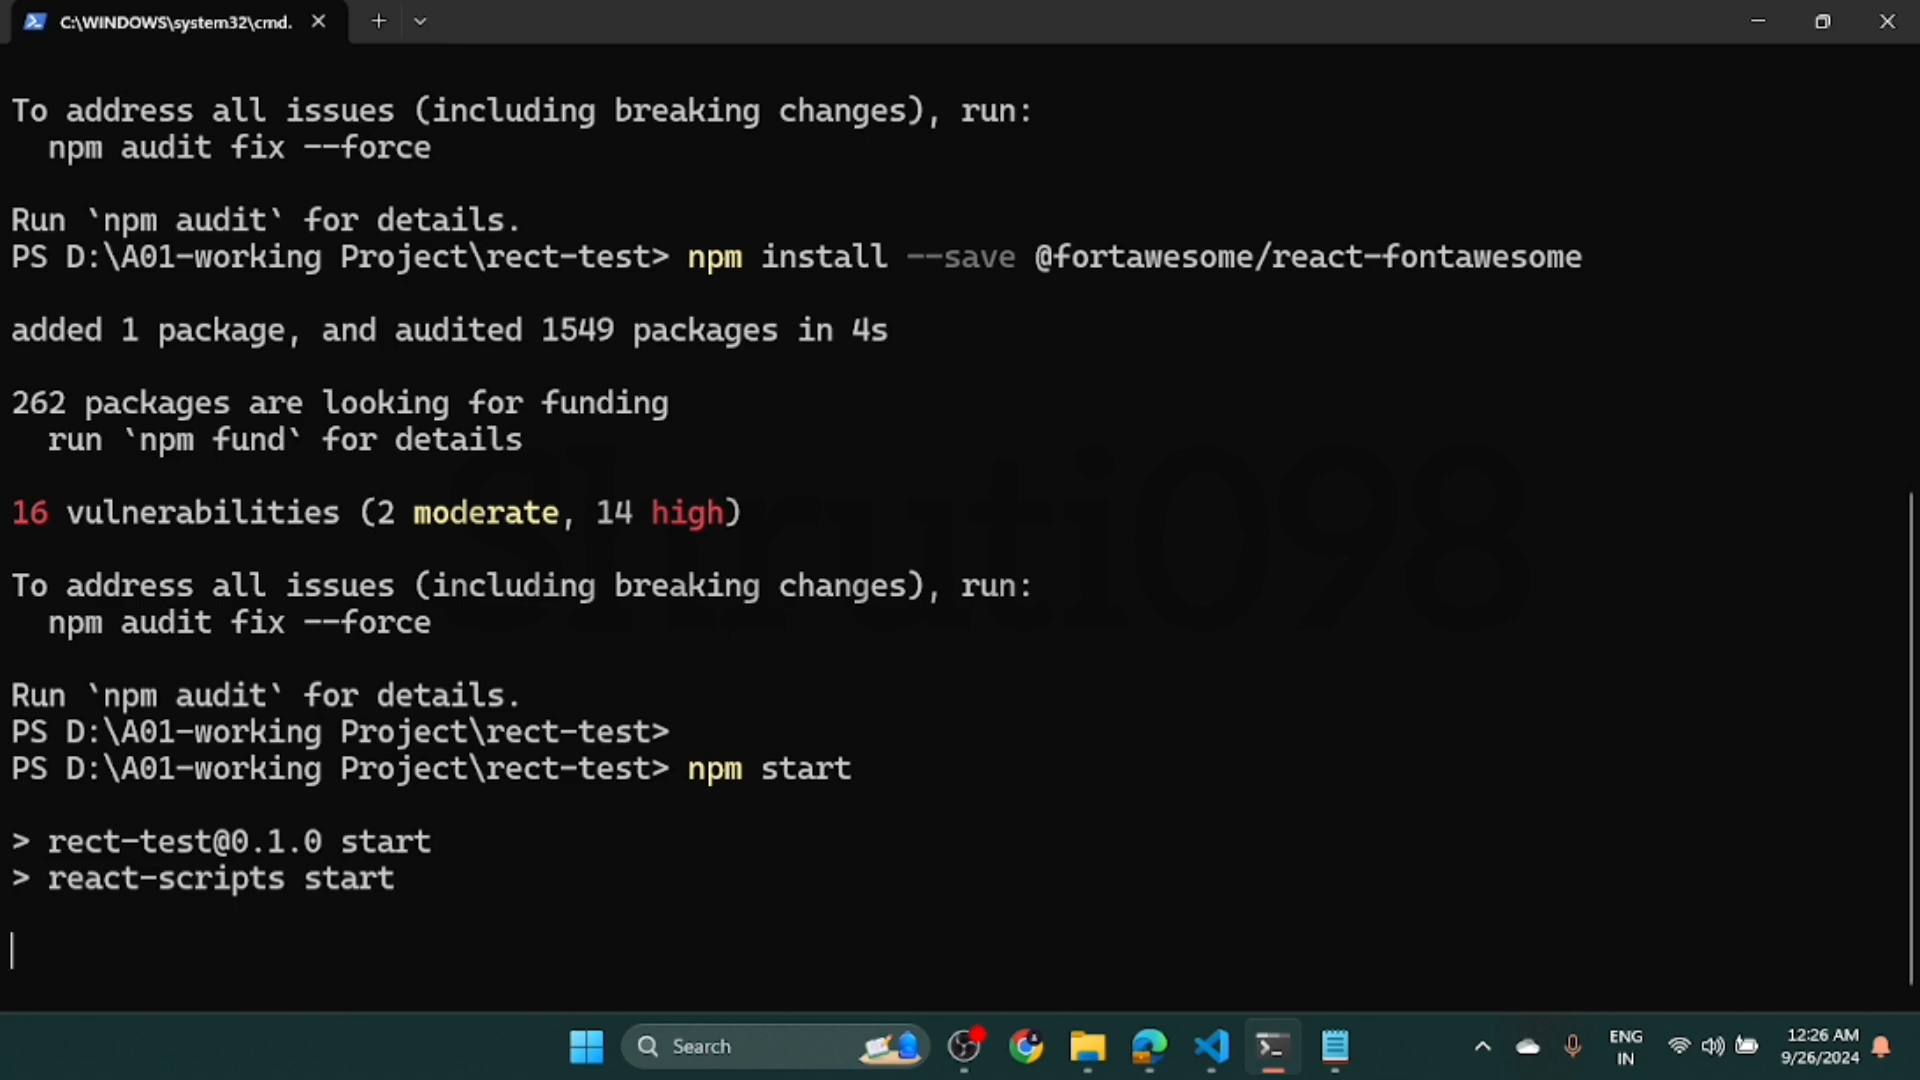 C:\WINDOWS\system32\cmd.
To address all issues (including breaking changes), run:
npm audit fix --force
Run `npm audit` for details.
PS D:\A01-working Project\rect-test> npm install --save @fortawesome/react-fontawesome
added 1 package, and audited 1549 packages in 4s
262 packages are looking for funding
run `npm fund` for details
16 vulnerabilities (2 moderate, 14 high)
To address all issues (including breaking changes), run:
npm audit fix --force
Run `npm audit` for details.
PS D:\A01-working Project\rect-test>
PS D:\A01-working Project\rect-test> npm start
> rect-test@0.1.0 start
> react-scripts start
Shruti098
Search
ENG
IN
12:26 AM
9/26/2024